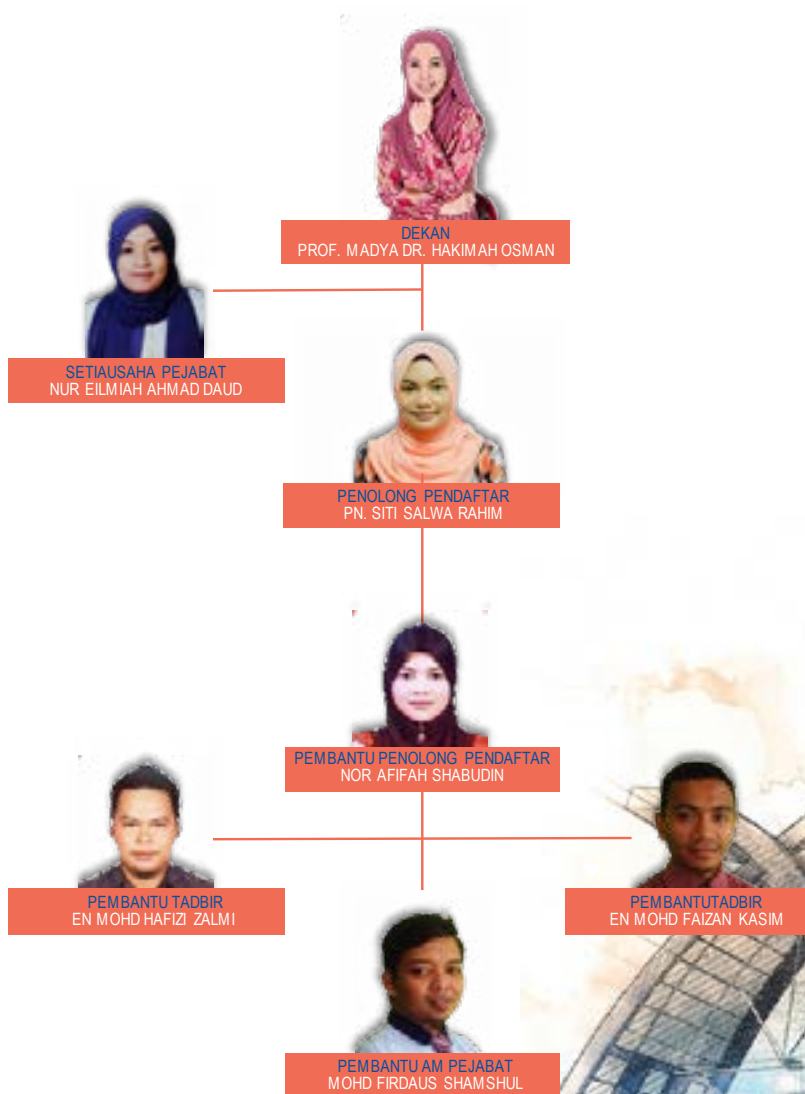 DEKAN
PROF. MADYA DR. HAKIMAH OSMAN
SETIAUSAHA PEJABAT
NUR EILMIAH AHMAD DAUD
PENOLONG PENDAFTAR
PN. SITI SALWA RAHIM
PEMBANTU PENOLONG PENDAFTAR
NOR AFIFAH SHABUDIN
PEMBANTU TADBIR
EN MOHD HAFIZI ZALMI
PEMBANTUTADBIR
EN MOHD FAIZAN KASIM
PEMBANTU AM PEJABAT
MOHD FIRDAUS SHAMSHUL